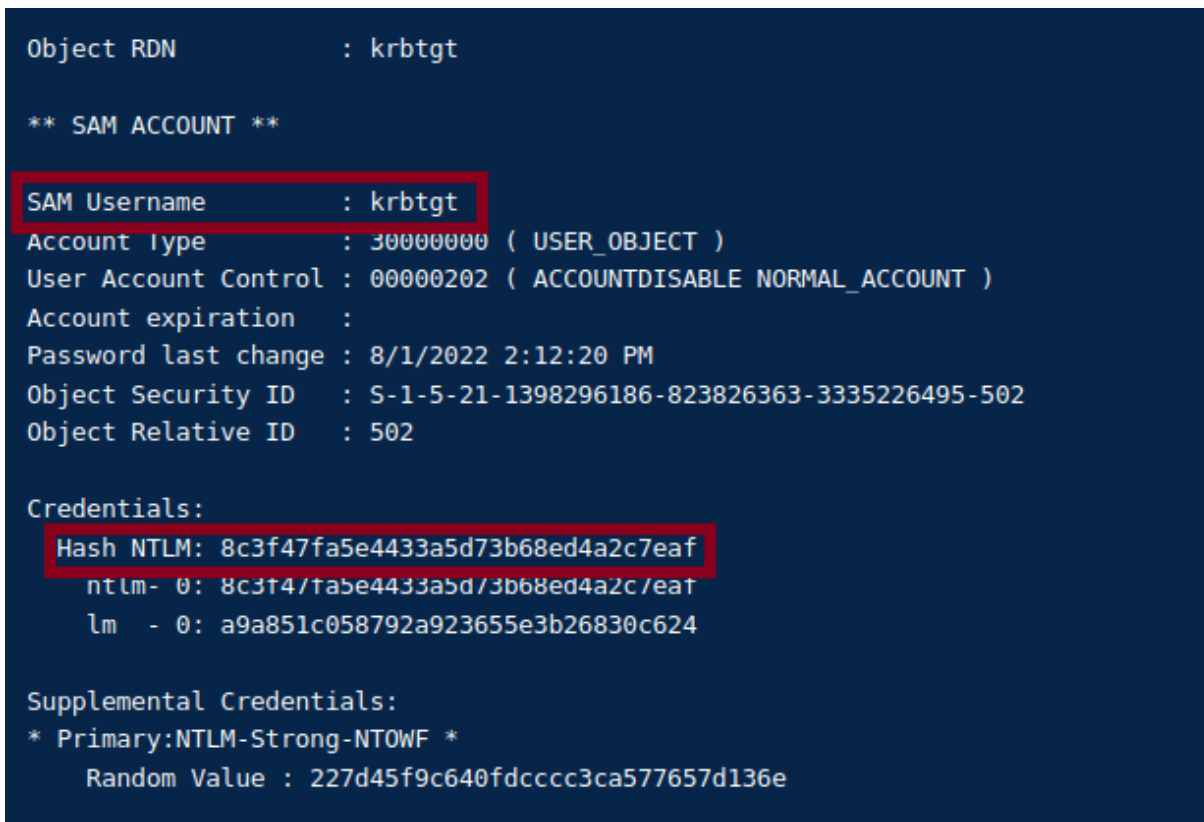 Object RDN : krbtgt
** SAM ACCOUNT **
SAM Username : krbtgt
Account Type : 30000000 ( USER_OBJECT )
User Account Control : 00000202 ( ACCOUNTDISABLE NORMAL_ACCOUNT )
Account expiration :
Password last change : 8/1/2022 2:12:20 PM
Object Security ID : S-1-5-21-1398296186-823826363-3335226495-502
Object Relative ID : 502
Credentials:
Hash NTLM: 8c3f47fa5e4433a5d73b68ed4a2c7eaf
ntlm- 0: 8c3f47fa5e4433a5d73b68ed4a2c7eaf
lm - 0: a9a851c058792a923655e3b26830c624
Supplemental Credentials:
* Primary:NTLM-Strong-NTOWF *
Random Value : 227d45f9c640fdcccc3ca577657d136e